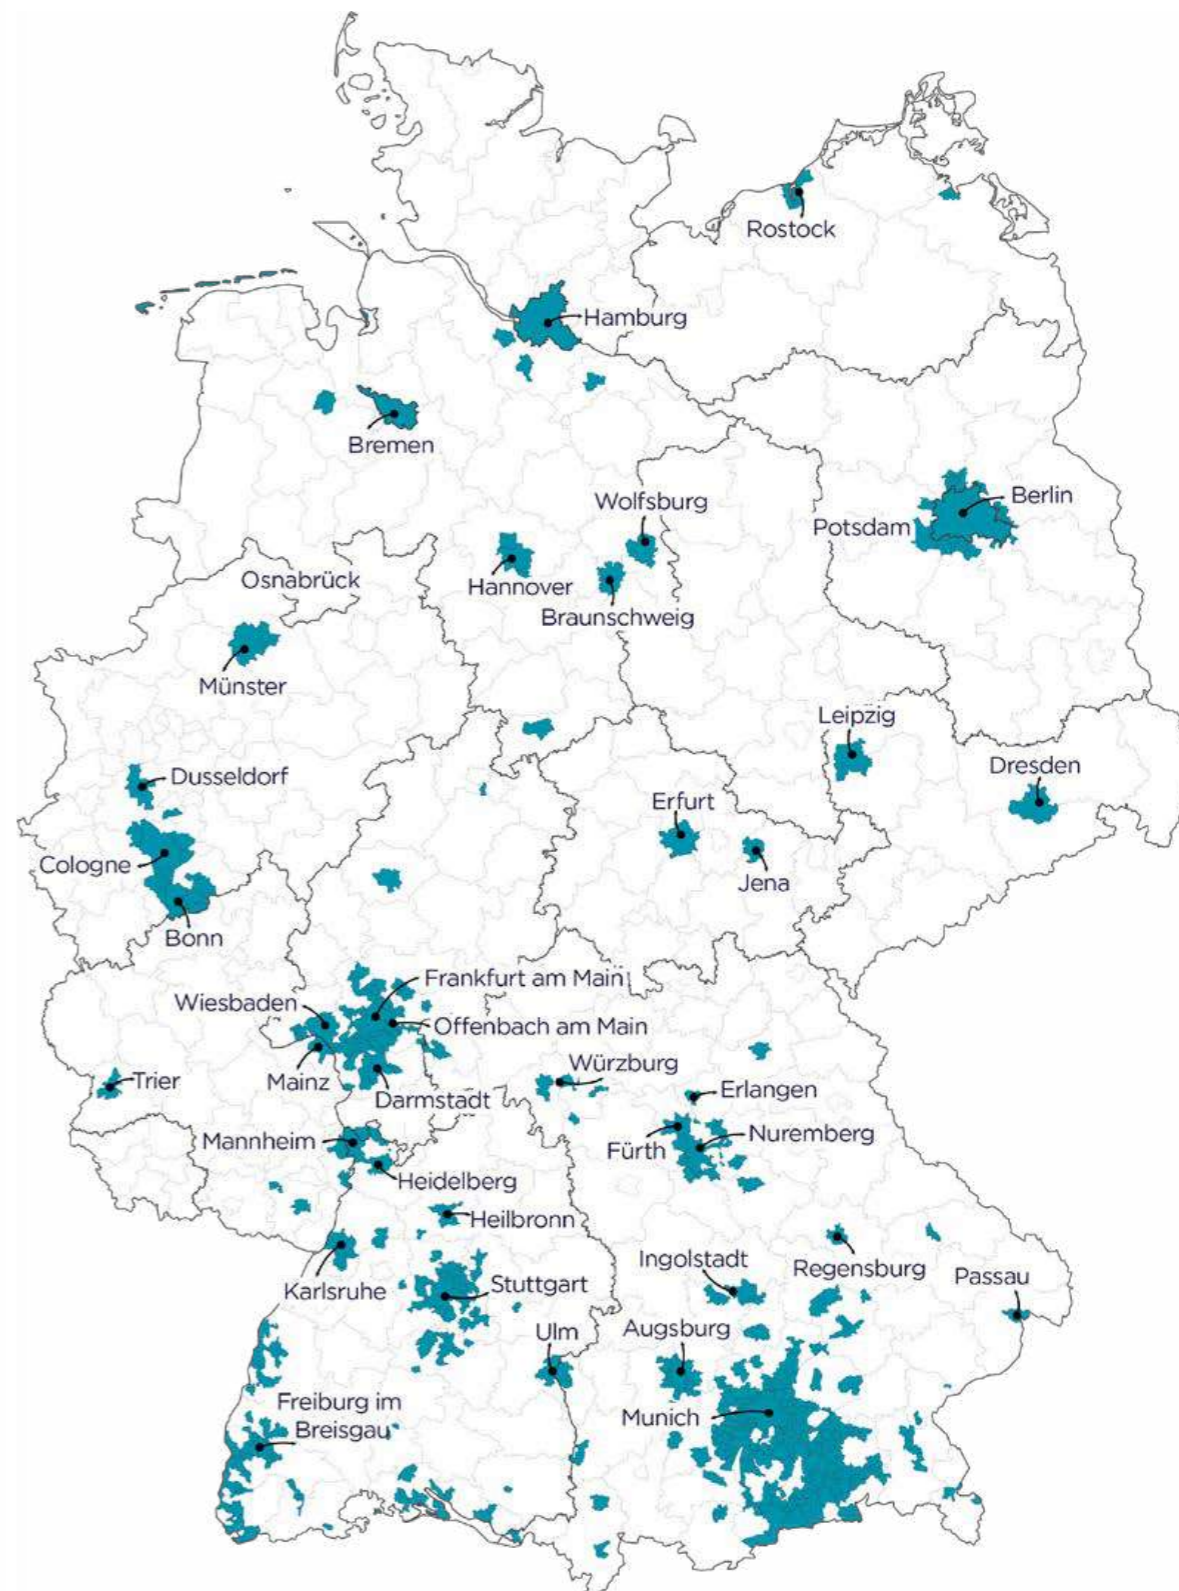 Rostock
Hamburg
Bremen
Wolfsburg
Berlin
Potsdam
Osnabrück
Hannover
Braunschweig
Münster
Leipzig
Dusseldorf
Dresden
Erfurt
Cologne
Jena
Bonn
Frankfurt am Main
Wiesbaden
Offenbach am Main
Würzburg
Trier
Mainz
Erlangen
Darmstadt
Mannheim
Fürth
Nuremberg
Heidelberg
Heilbronn
Ingolstadt
Regensburg
Passau
Karlsruhe
Stuttgart
Ulm
Augsburg
Freiburg im
Breisgau
Munich